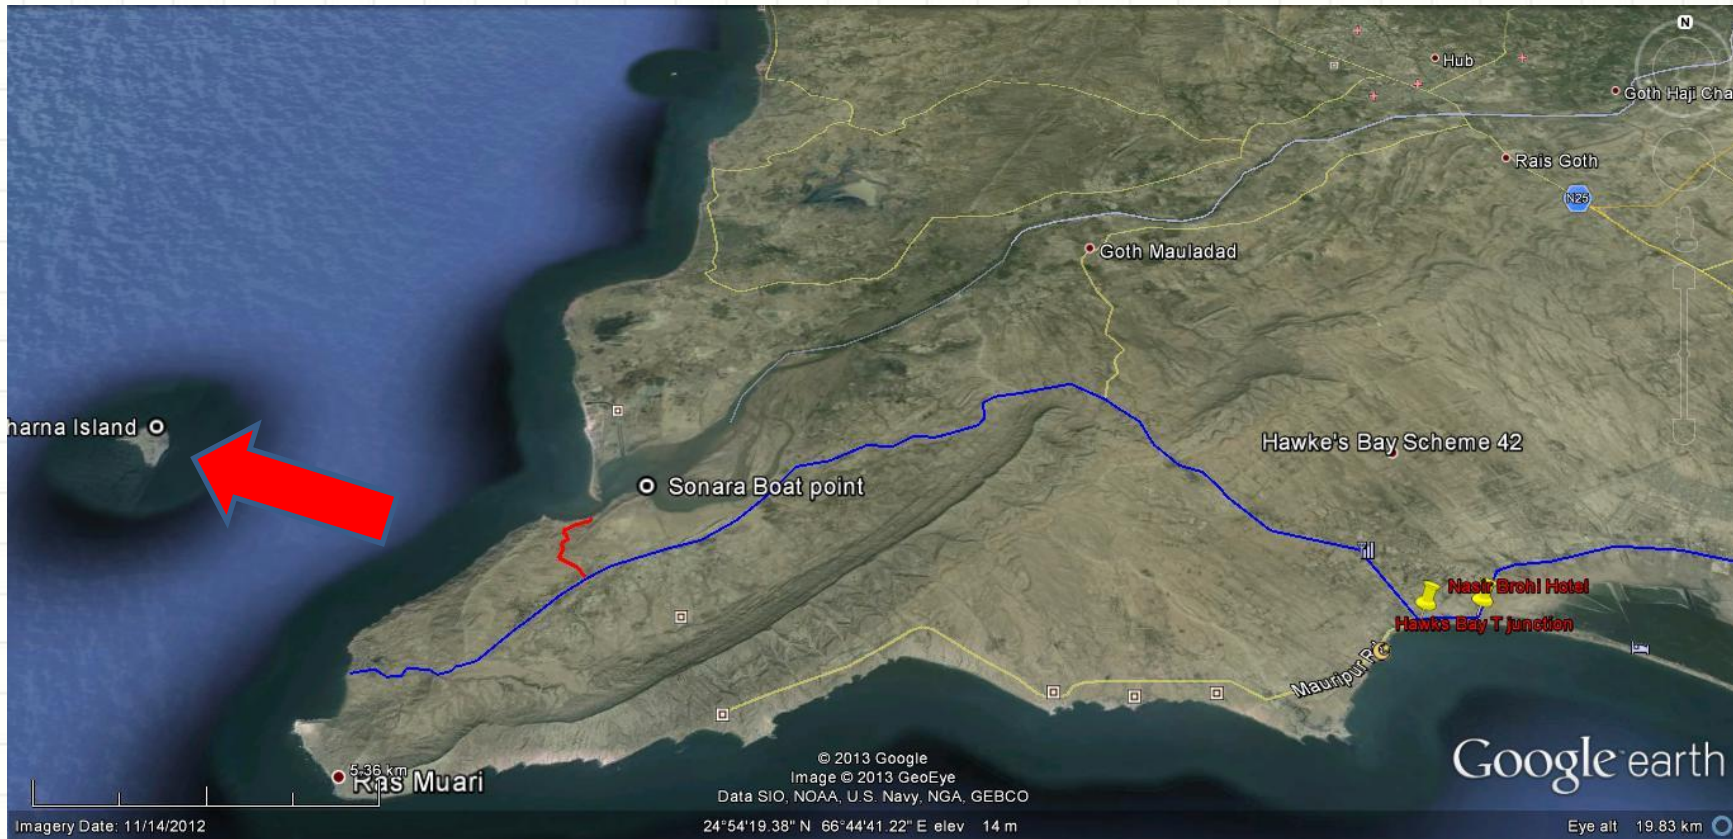 N
Hub
Goth Haji Cha
Rais Goth
N25
Goth Mauladad
harna Island
Hawke's Bay Scheme 42
Sonara Boat point
Nasir Brohi Hotel
Hawks Bay T junction
Mauripur R
5.36 km
Ras Muari
© 2013 Google
Image © 2013 GeoEye
Data SIO, NOAA, U.S. Navy, NGA, GEBCO
Google earth
Imagery Date: 11/14/2012
24°54'19.38" N 66°44'41.22" E elev 14 m
Eye alt 19.83 km